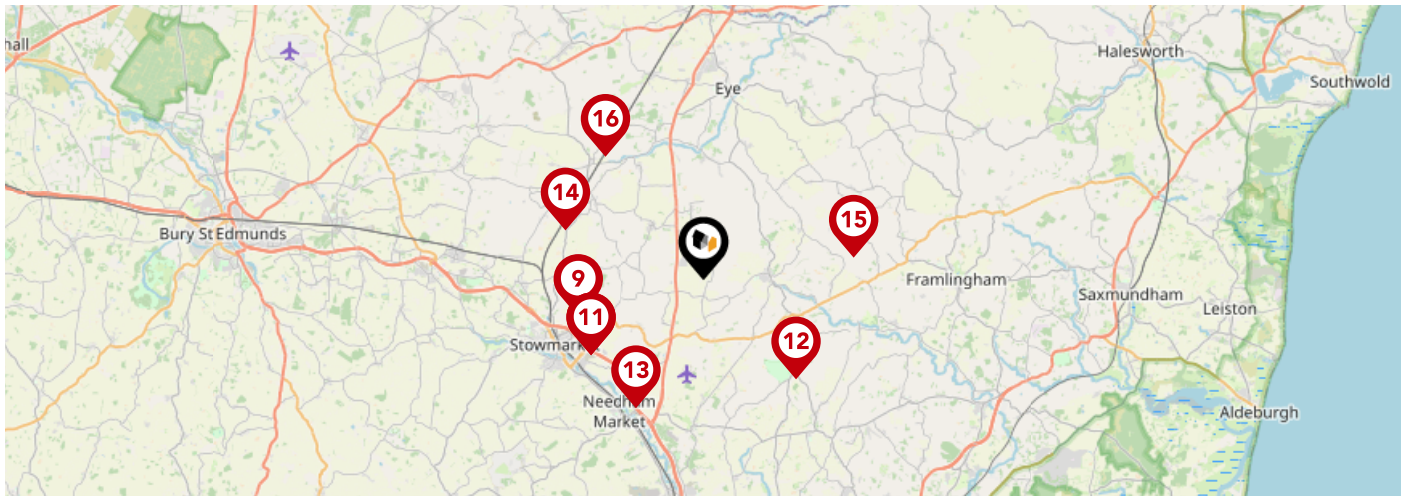 hall
Halesworth
Southwold
Eye
16
14
15
Bury St Edmunds
9
Framlingham
Saxmundham
Leiston
11
Stowmarket
12
13
Needham
Market
Aldeburgh